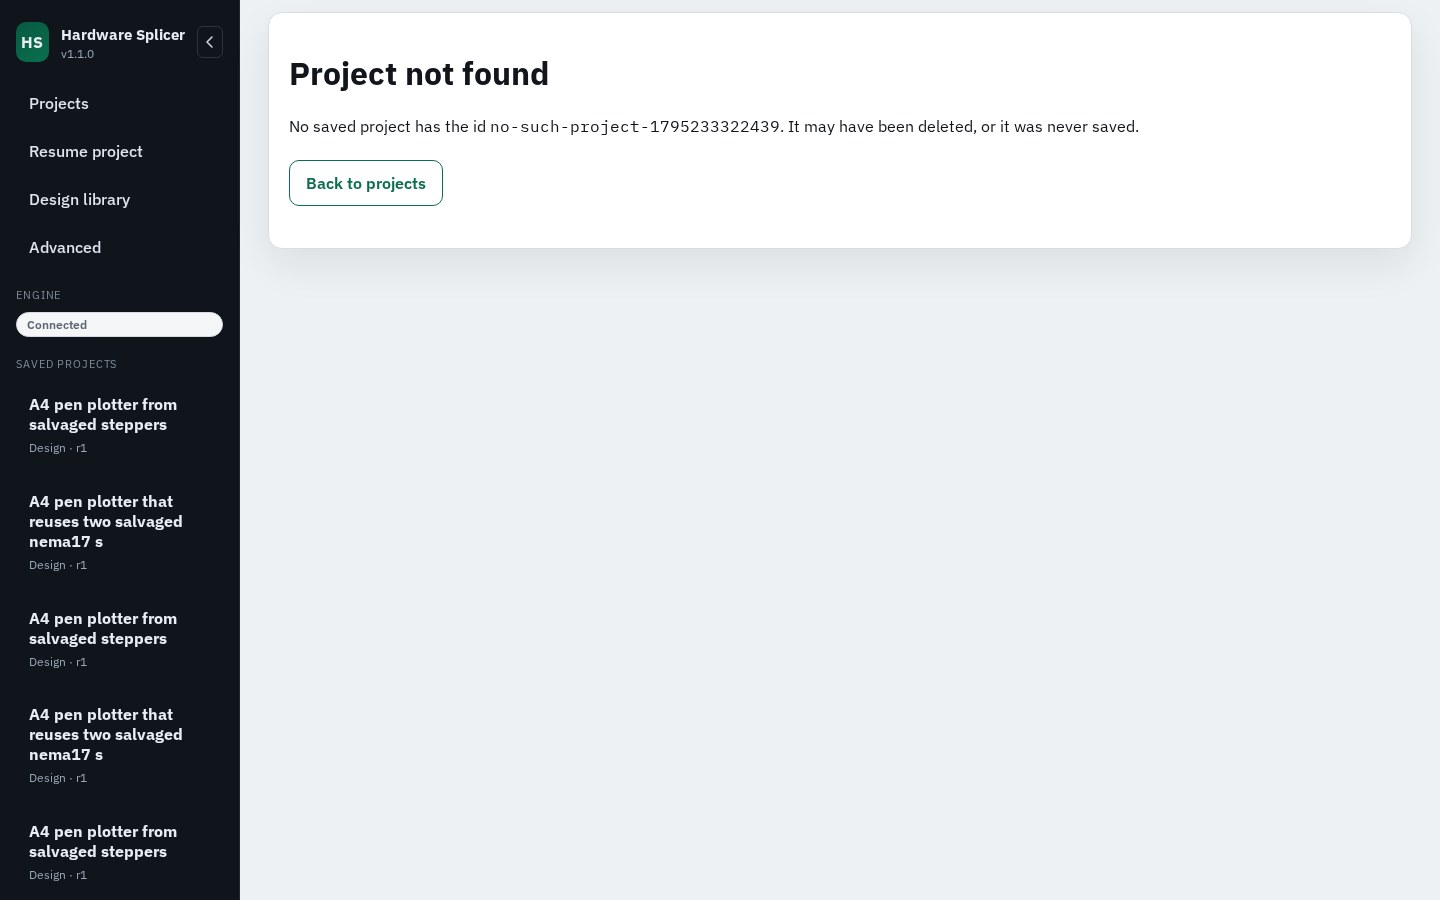 HS
Hardware Splicer
v1.1.0
Projects
Resume project
Design library
Advanced
ENGINE
Connected
SAVED PROJECTS
A4 pen plotter from
salvaged steppers
Design · r1
A4 pen plotter that
reuses two salvaged
nema17 s
Design · r1
A4 pen plotter from
salvaged steppers
Design · r1
A4 pen plotter that
reuses two salvaged
nema17 s
Design · r1
A4 pen plotter from
salvaged steppers
Design · r1
Project not found
No saved project has the id no-such-project-1795233322439. It may have been deleted, or it was never saved.
Back to projects